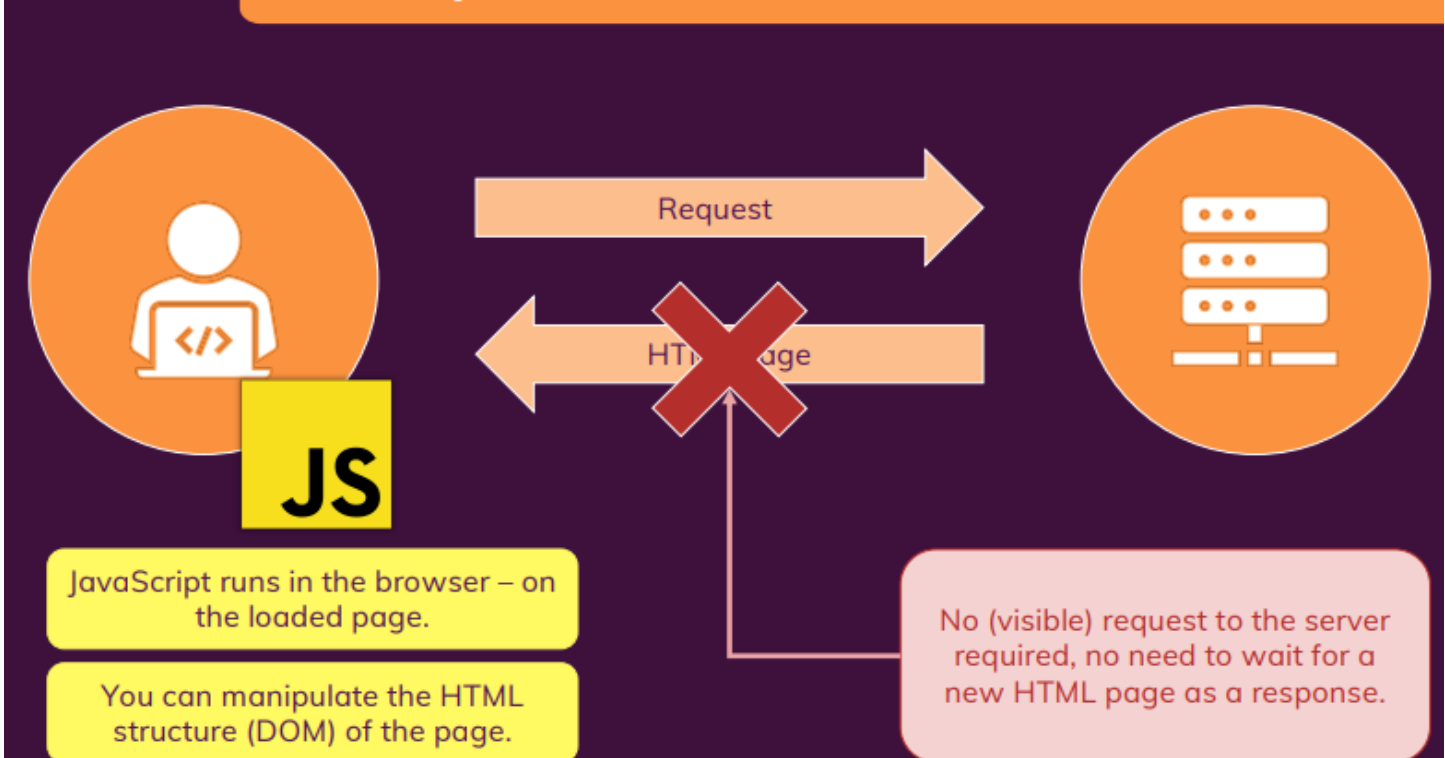 Request
HTML Page
</>
JS
JavaScript runs in the browser – on
the loaded page.
You can manipulate the HTML
structure (DOM) of the page.
No (visible) request to the server
required, no need to wait for a
new HTML page as a response.